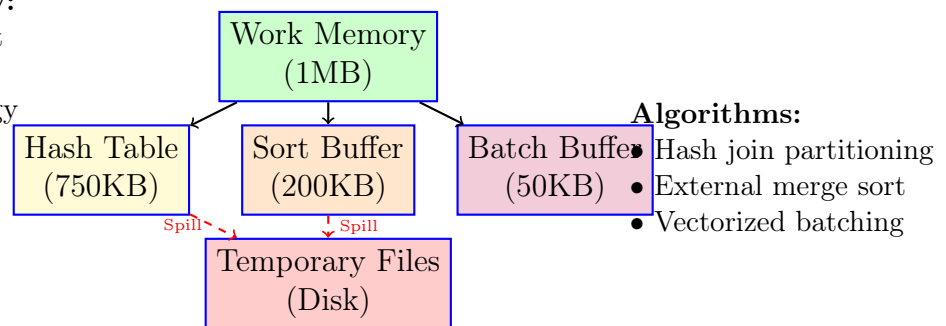 Work Memory
(1MB)
Hash Table
(750KB)
Sort Buffer
(200KB)
Batch Buffer
(50KB)
Spill
Spill
Temporary Files
(Disk)
Algorithms:
• Hash join partitioning
• External merge sort
• Vectorized batching